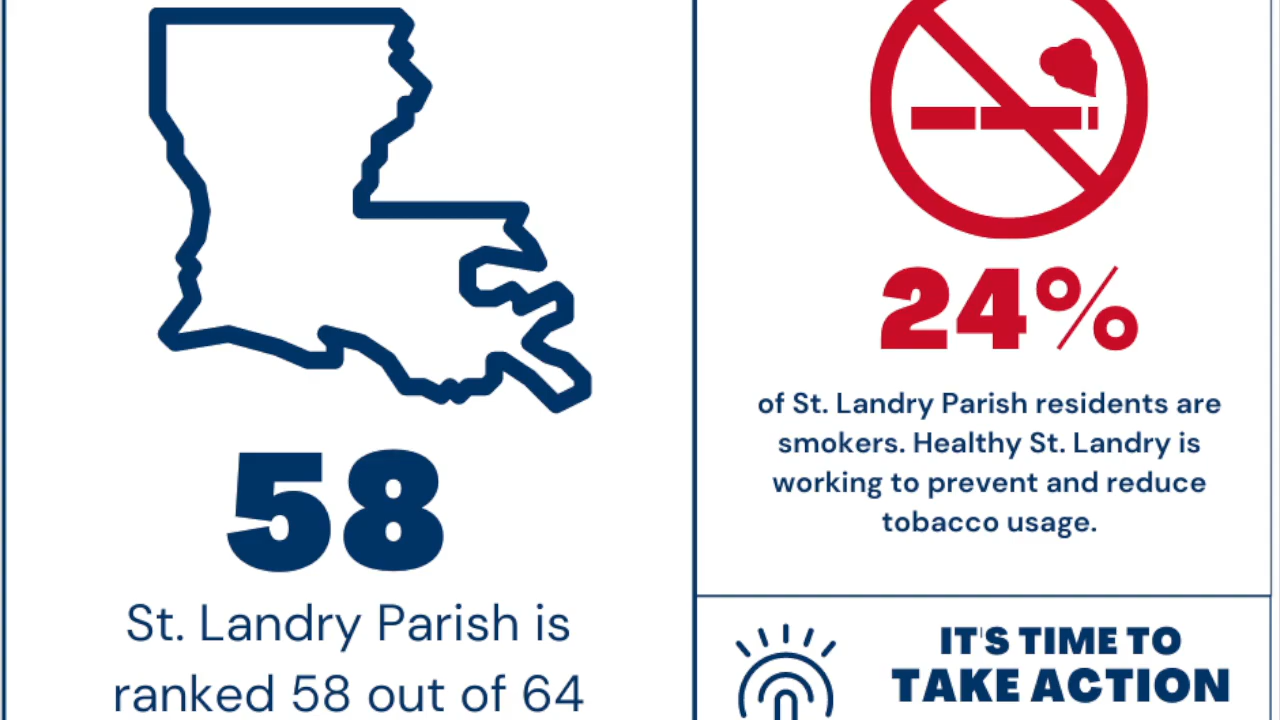 58
St. Landry Parish is
ranked 58 out of 64
24%
of St. Landry Parish residents are
smokers. Healthy St. Landry is
working to prevent and reduce
tobacco usage.
IT'S TIME TO
TAKE ACTION